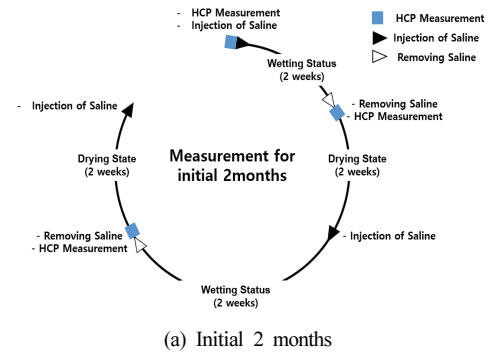 - HCP Measurement
- Injection of Saline
HCP Measurement
Injection of Saline
Removing Saline
Wetting Status
(2 weeks)
- Removing Saline
- HCP Measurement
- Injection of Saline
Drying State
(2 weeks)
Measurement for
initial 2months
Drying State
(2 weeks)
- Removing Saline
- HCP Measurement
- Injection of Saline
Wetting Status
(2 weeks)
(a) Initial 2 months